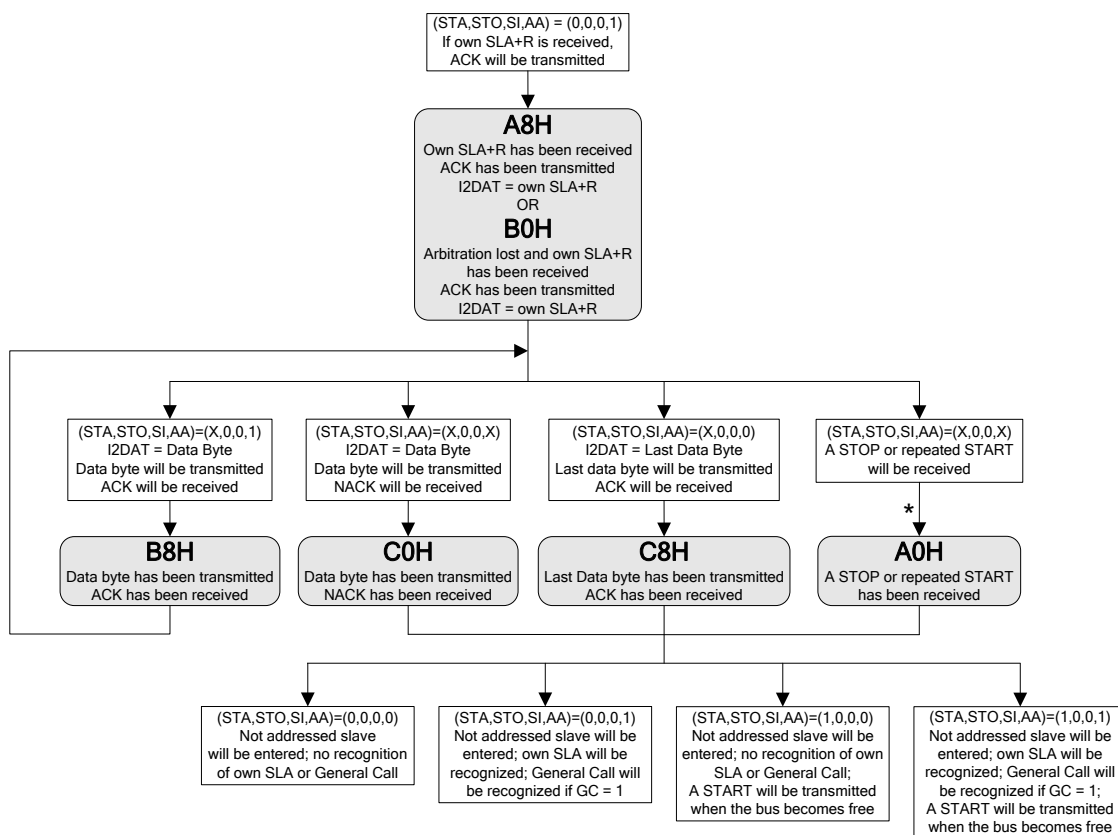 (STA,STO,SI,AA) = (0,0,0,1)
If own SLA+R is received,
ACK will be transmitted
A8H
Own SLA+R has been received
ACK has been transmitted
I2DAT = own SLA+R
OR
B0H
Arbitration lost and own SLA+R
has been received
ACK has been transmitted
I2DAT = own SLA+R
(STA,STO,SI,AA)=(X,0,0,1)
I2DAT = Data Byte
Data byte will be transmitted
ACK will be received
(STA,STO,SI,AA)=(X,0,0,X)
I2DAT = Data Byte
Data byte will be transmitted
NACK will be received
(STA,STO,SI,AA)=(X,0,0,0)
I2DAT = Last Data Byte
Last data byte will be transmitted
ACK will be received
(STA,STO,SI,AA)=(X,0,0,X)
A STOP or repeated START
will be received
*
B8H
Data byte has been transmitted
ACK has been received
C0H
Data byte has been transmitted
NACK has been received
C8H
Last Data byte has been transmitted
ACK has been received
A0H
A STOP or repeated START
has been received
(STA,STO,SI,AA)=(0,0,0,0)
Not addressed slave
will be entered; no recognition
of own SLA or General Call
(STA,STO,SI,AA)=(0,0,0,1)
Not addressed slave will be
entered; own SLA will be
recognized; General Call will
be recognized if GC = 1
(STA,STO,SI,AA)=(1,0,0,0)
Not addressed slave will be
entered; no recognition of own
SLA or General Call;
A START will be transmitted
when the bus becomes free
(STA,STO,SI,AA)=(1,0,0,1)
Not addressed slave will be
entered; own SLA will be
recognized; General Call will
be recognized if GC = 1;
A START will be transmitted
when the bus becomes free